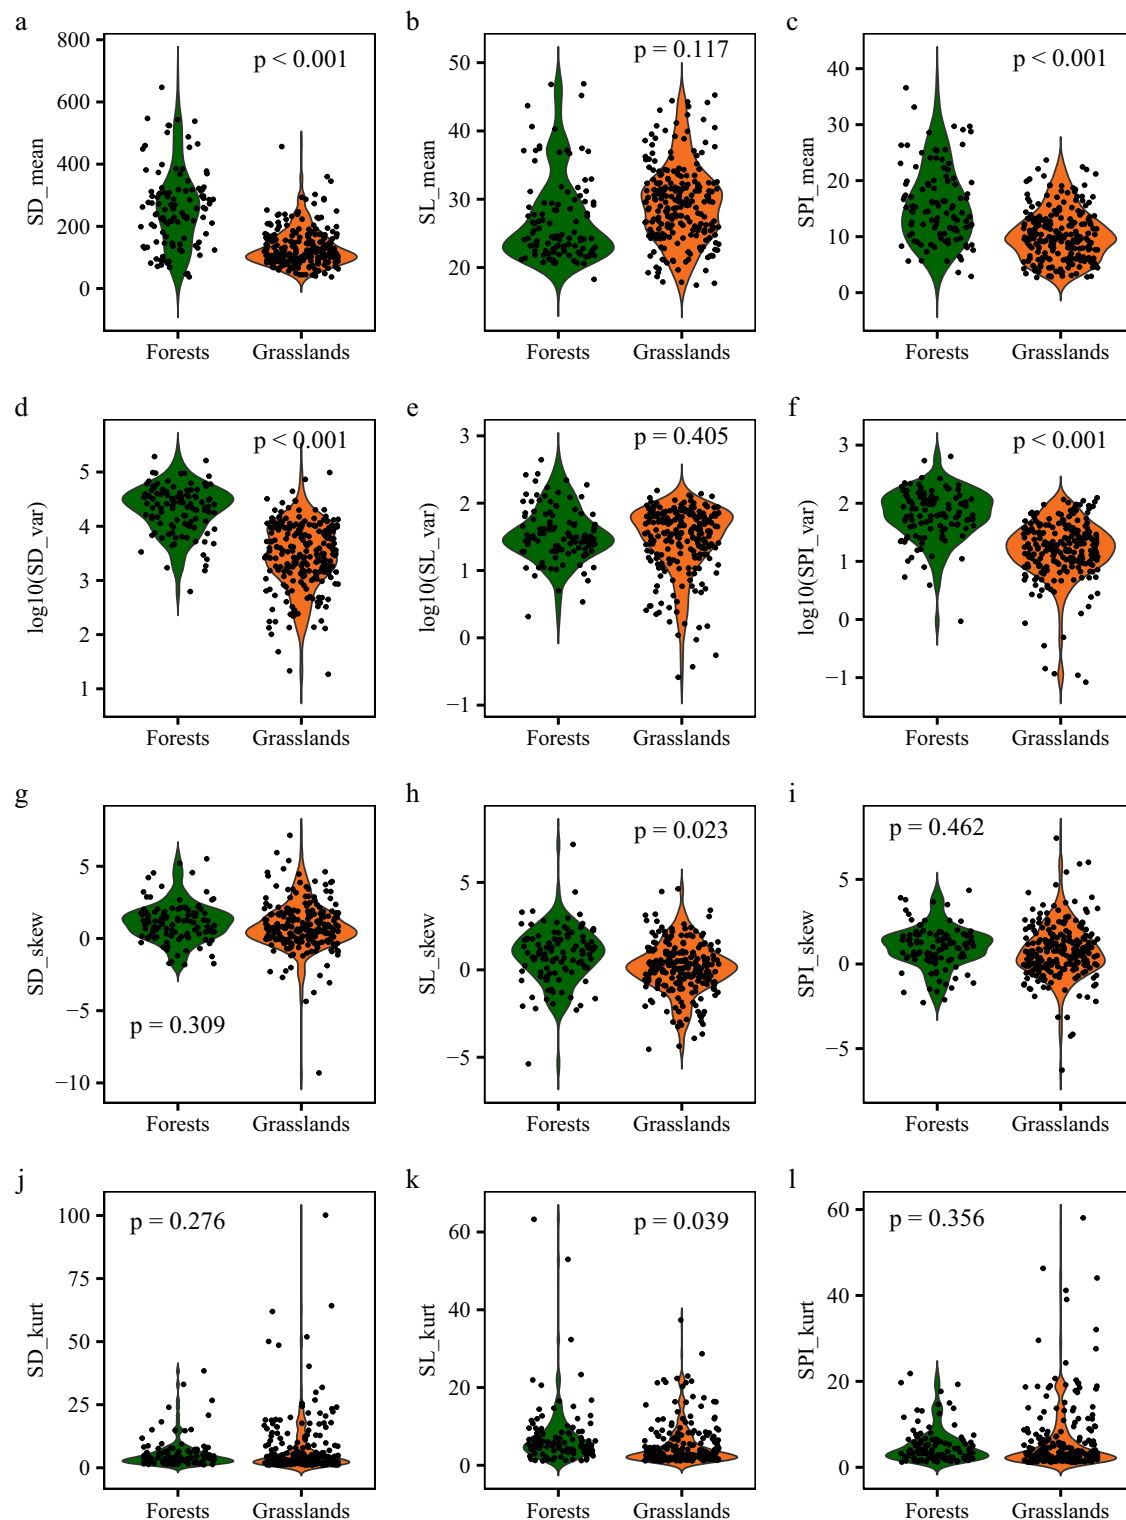 a
SD_mean
800
600
400
200
0
p < 0.001
Forests
Grasslands
b
SL_mean
50
40
30
20
p = 0.117
Forests
Grasslands
c
SPI_mean
40
30
20
10
0
p < 0.001
Forests
Grasslands
d
log10(SD_var)
5
4
3
2
1
p < 0.001
Forests
Grasslands
e
log10(SL_var)
3
2
1
0
−1
p = 0.405
Forests
Grasslands
f
log10(SPI_var)
3
2
1
0
−1
p < 0.001
Forests
Grasslands
g
SD_skew
5
0
−5
−10
p = 0.309
Forests
Grasslands
h
SL_skew
5
0
−5
p = 0.023
Forests
Grasslands
i
SPI_skew
5
0
−5
p = 0.462
Forests
Grasslands
j
SD_kurt
100
75
50
25
0
p = 0.276
Forests
Grasslands
k
SL_kurt
60
40
20
0
p = 0.039
Forests
Grasslands
l
SPI_kurt
60
40
20
0
p = 0.356
Forests
Grasslands